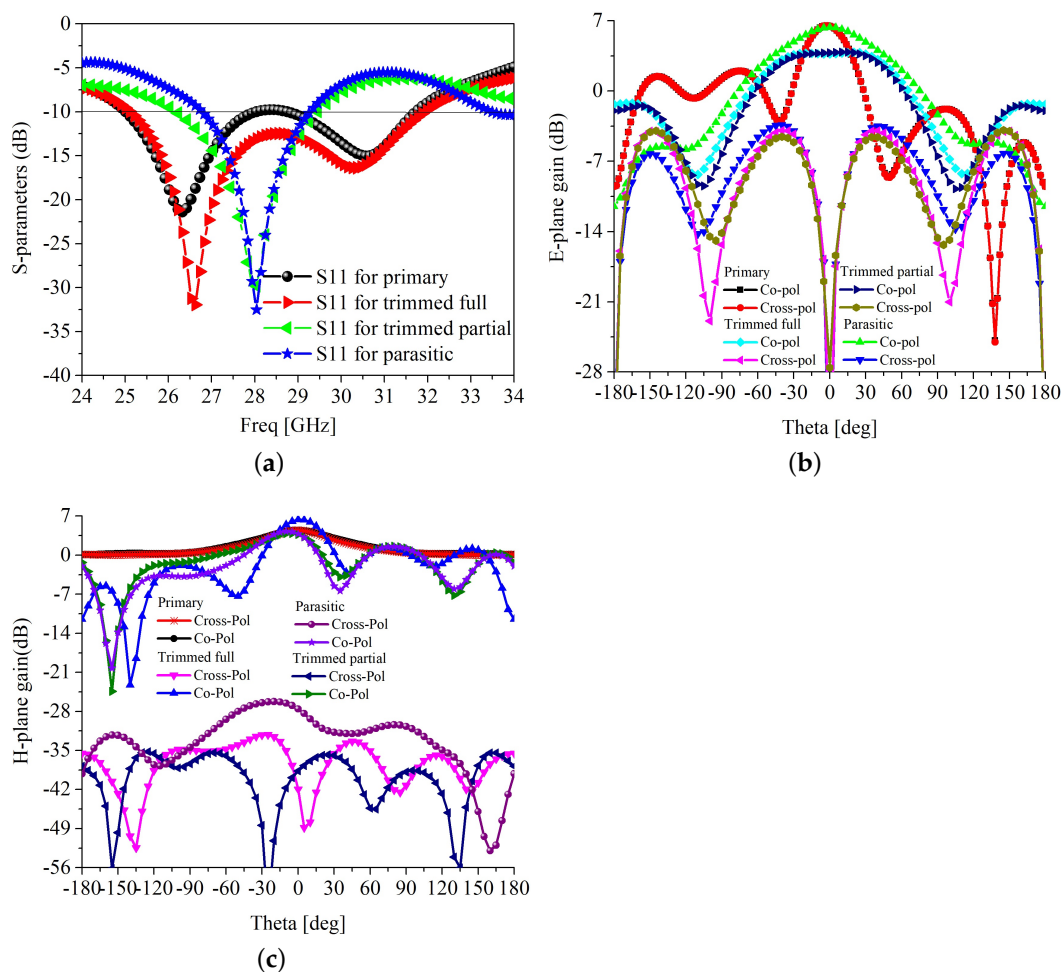 0
-5
-10
-15
-20
-25
-30
-35
-40
S-parameters (dB)
S11 for primary
S11 for trimmed full
S11 for trimmed partial
S11 for parasitic
24 25 26 27 28 29 30 31 32 33 34
Freq [GHz]
(a)
7
0
-7
-14
-21
-28
E-plane gain (dB)
Primary
Co-pol
Cross-pol
Trimmed full
Co-pol
Cross-pol
Trimmed partial
Co-pol
Cross-pol
Parasitic
Co-pol
Cross-pol
-180 -150 -120 -90 -60 -30 0 30 60 90 120 150 180
Theta [deg]
(b)
7
0
-7
-14
-21
-28
-35
-42
-49
-56
H-plane gain(dB)
Primary
Cross-Pol
Co-Pol
Trimmed full
Cross-Pol
Co-Pol
Parasitic
Cross-Pol
Co-Pol
Trimmed partial
Cross-Pol
Co-Pol
-180 -150 -120 -90 -60 -30 0 30 60 90 120 150 180
Theta [deg]
(c)